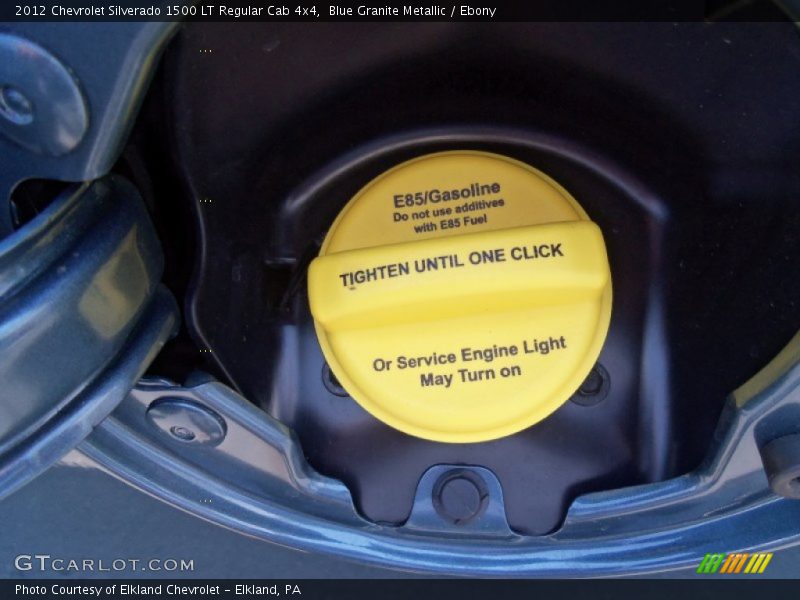 2012 Chevrolet Silverado 1500 LT Regular Cab 4x4,  Blue Granite Metallic / Ebony
E85/Gasoline
Do not use additives
with E85 Fuel
TIGHTEN UNTIL ONE CLICK
Or Service Engine Light
May Turn on
GTCARLOT.COM
Photo Courtesy of Elkland Chevrolet - Elkland, PA